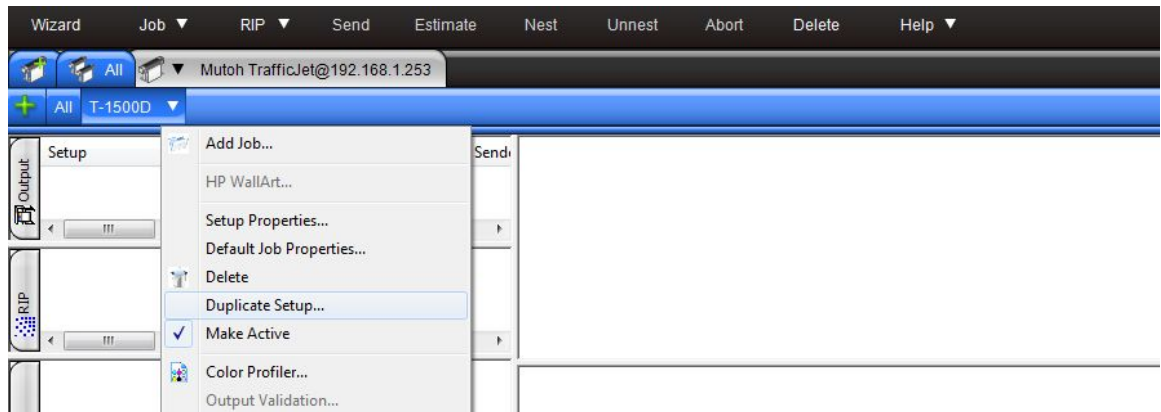 Wizard Job ▼ RIP ▼ Send Estimate Nest Unnest Abort Delete Help ▼
All ▼ Mutoh TrafficJet@192.168.1.253
All T-1500D ▼
Output
Setup
Add Job...
HP WallArt...
Setup Properties...
Default Job Properties...
Delete
Duplicate Setup...
✓ Make Active
Color Profiler...
Output Validation...
RIP